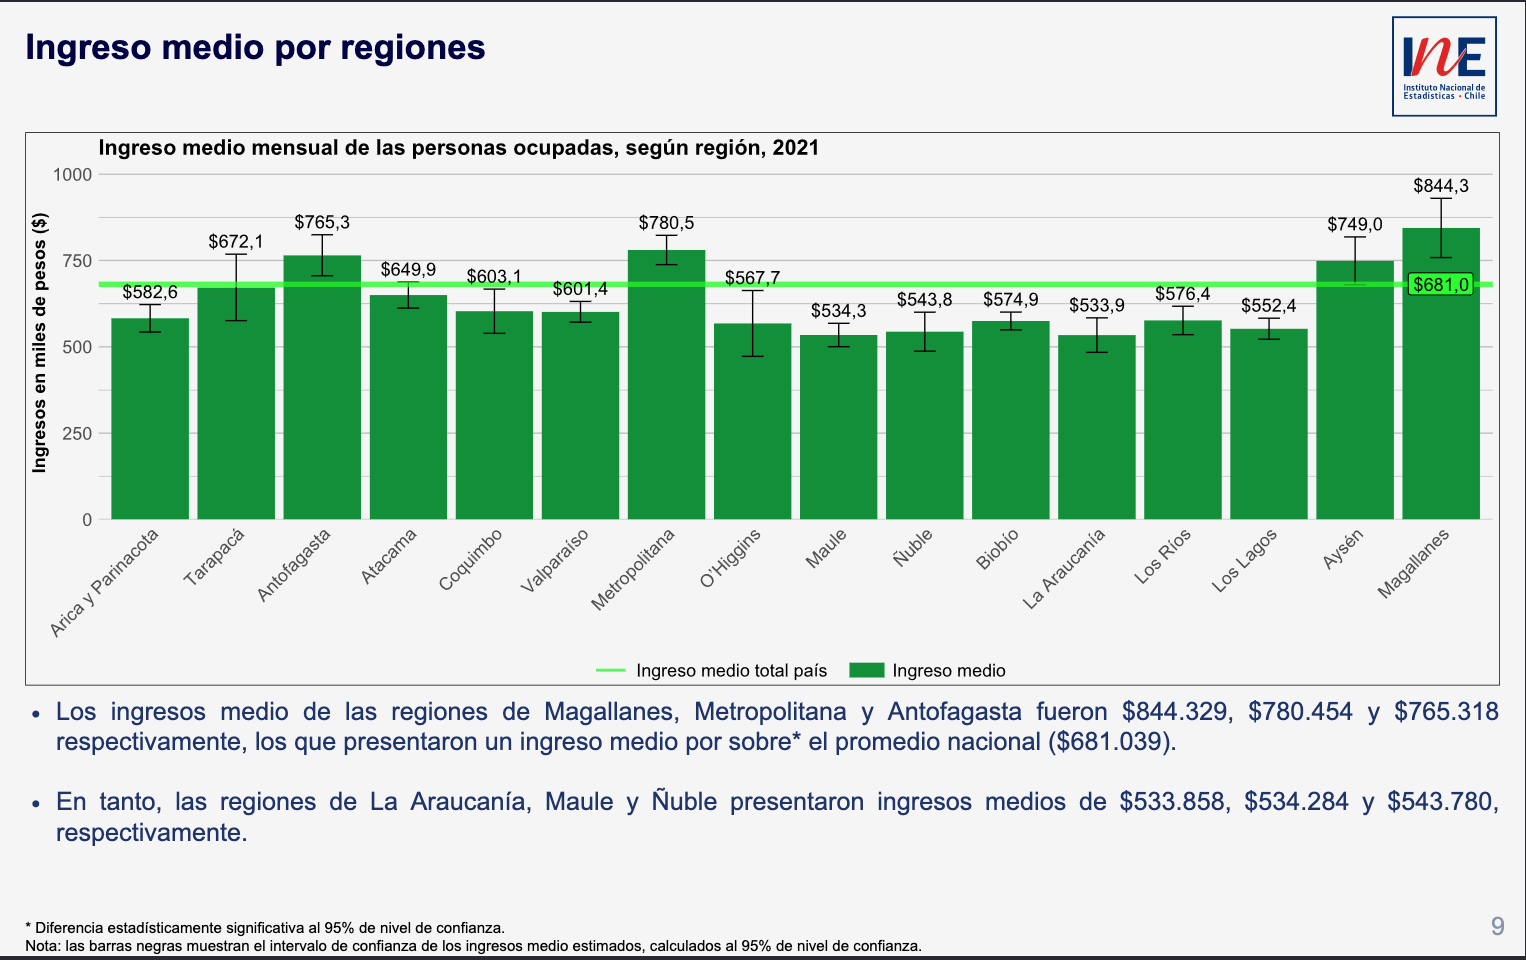 Ingreso medio por regiones
INE
Instituto Nacional de
Estadísticas • Chile
Ingreso medio mensual de las personas ocupadas, según región, 2021
Ingresos en miles de pesos ($)
1000
750
500
250
0
$582,6
$672,1
$765,3
$649,9
$603,1
$601,4
$780,5
$567,7
$534,3
$543,8
$574,9
$533,9
$576,4
$552,4
$749,0
$844,3
$681,0
Arica y Parinacota
Tarapacá
Antofagasta
Atacama
Coquimbo
Valparaíso
Metropolitana
O'Higgins
Maule
Ñuble
Biobío
La Araucanía
Los Ríos
Los Lagos
Aysén
Magallanes
Ingreso medio total país
Ingreso medio
• Los ingresos medio de las regiones de Magallanes, Metropolitana y Antofagasta fueron $844.329, $780.454 y $765.318
respectivamente, los que presentaron un ingreso medio por sobre* el promedio nacional ($681.039).
• En tanto, las regiones de La Araucanía, Maule y Ñuble presentaron ingresos medios de $533.858, $534.284 y $543.780,
respectivamente.
* Diferencia estadísticamente significativa al 95% de nivel de confianza.
Nota: las barras negras muestran el intervalo de confianza de los ingresos medio estimados, calculados al 95% de nivel de confianza.
9